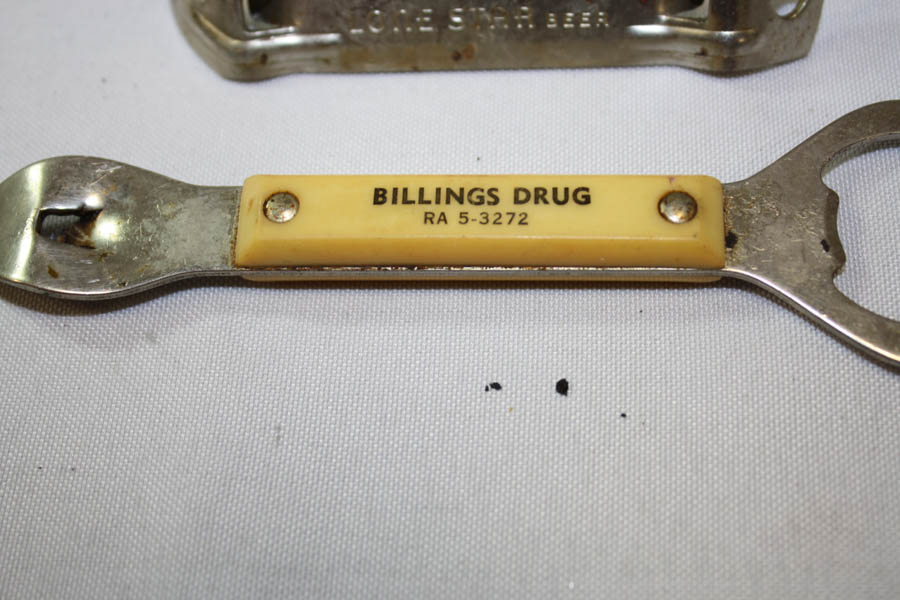 LONE STAR BEER
BILLINGS DRUG
RA 5-3272